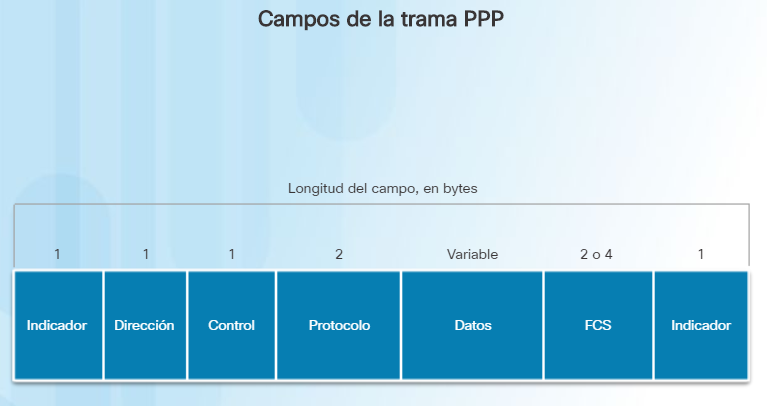 Campos de la trama PPP
Longitud del campo, en bytes
1 1 1 2 Variable 2 o 4 1
Indicador Dirección Control Protocolo Datos FCS Indicador